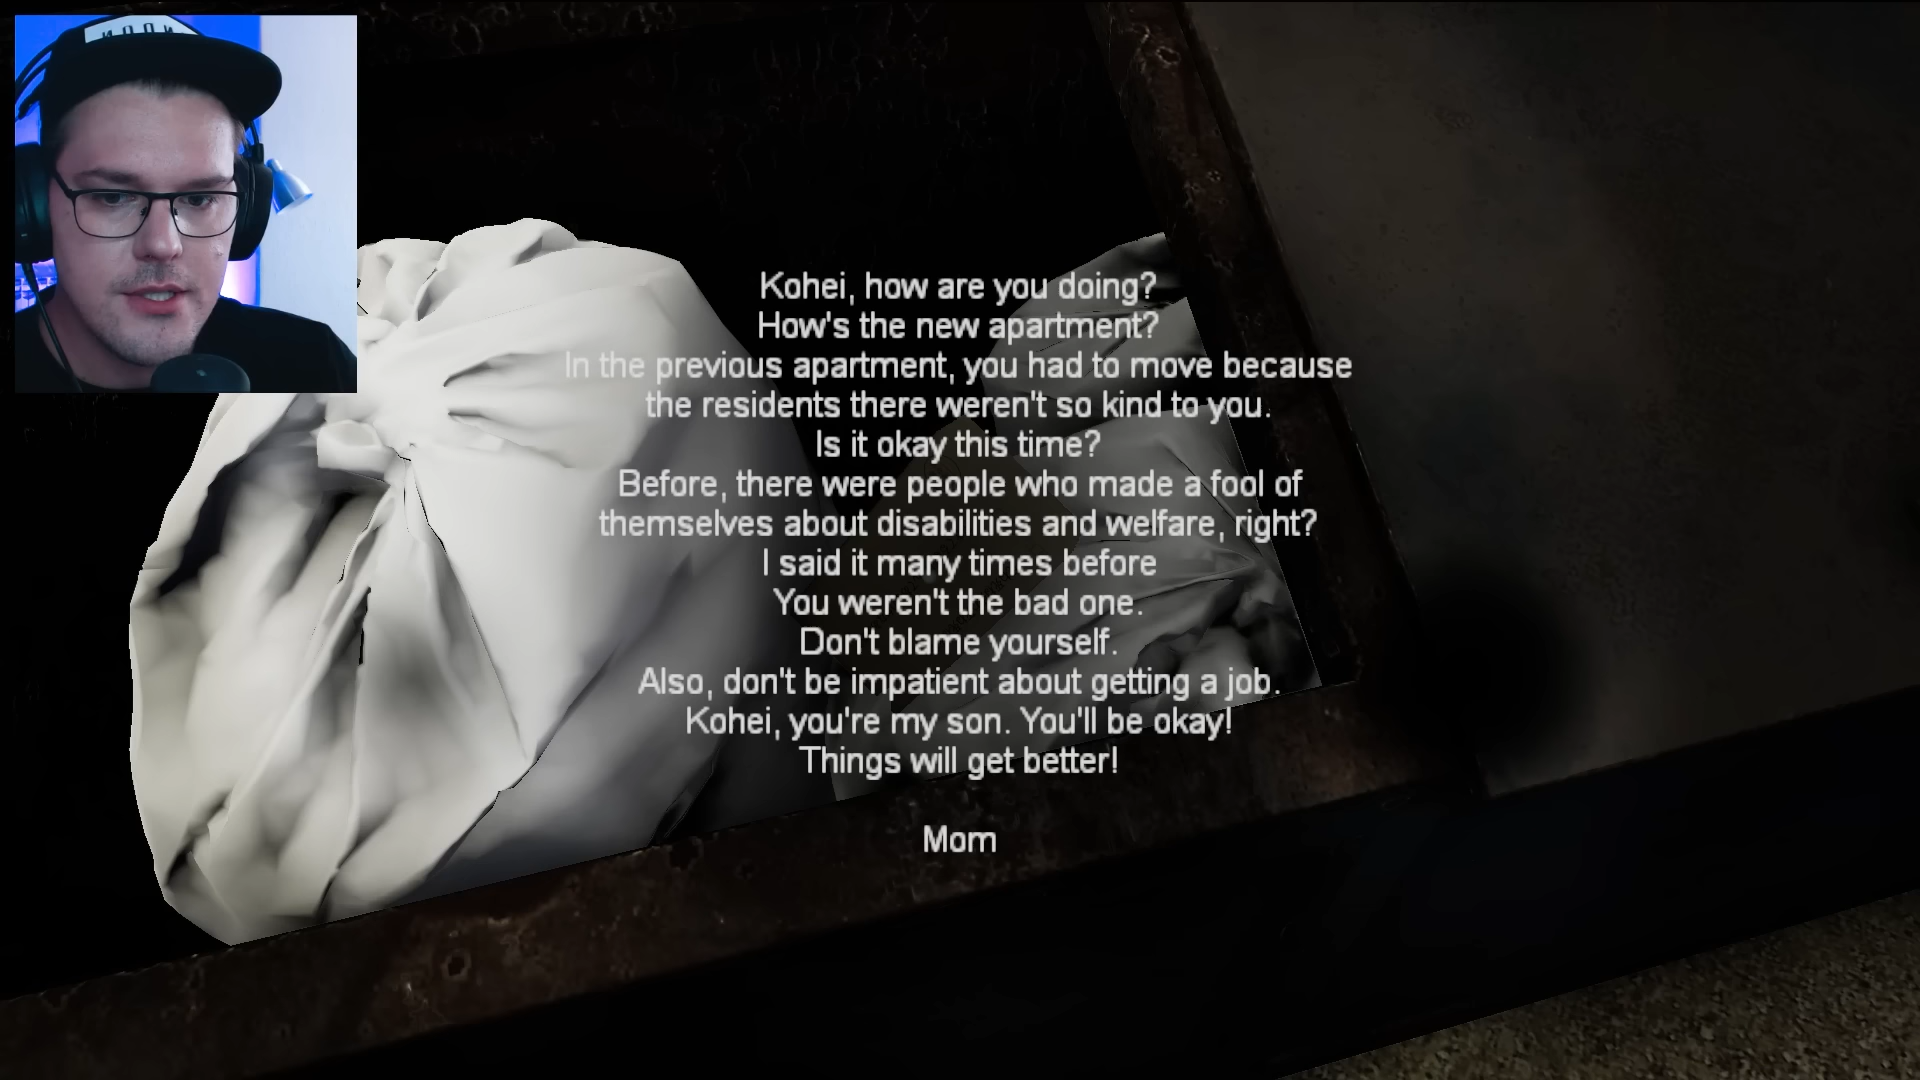 Kohei, how are you doing?
How's the new apartment?
In the previous apartment, you had to move because
the residents there weren't so kind to you.
Is it okay this time?
Before, there were people who made a fool of
themselves about disabilities and welfare, right?
I said it many times before
You weren't the bad one.
Don't blame yourself.
Also, don't be impatient about getting a job.
Kohei, you're my son. You'll be okay!
Things will get better!
Mom